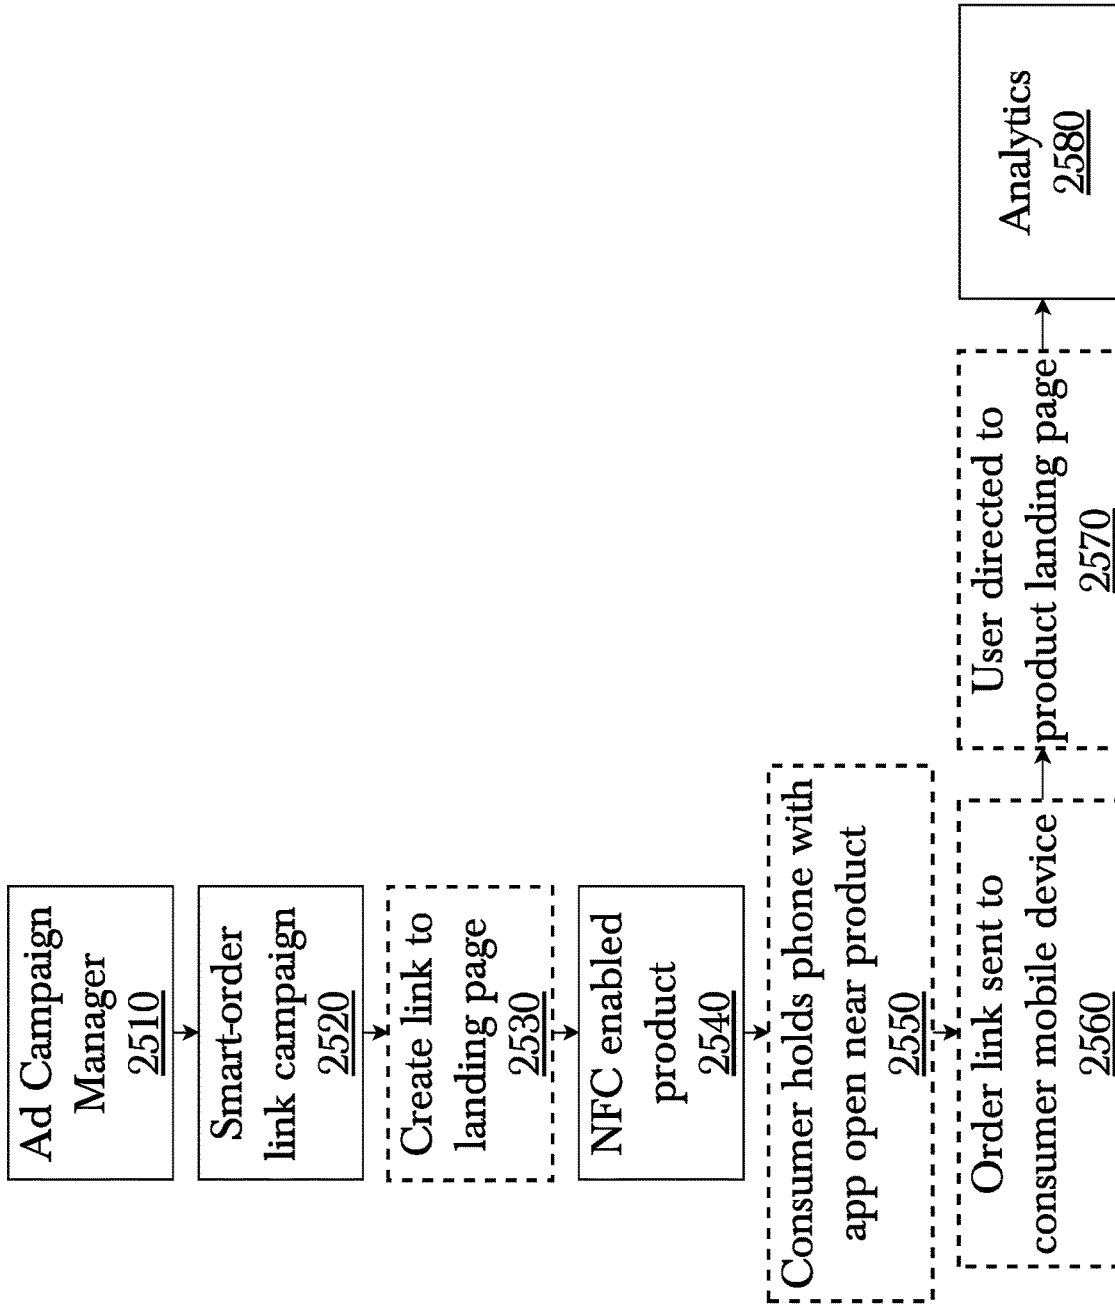 Ad Campaign
Manager
2510
Smart-order
link campaign
2520
Create link to
landing page
2530
NFC enabled
product
2540
Consumer holds phone with
app open near product
2550
Order link sent to
consumer mobile device
2560
User directed to
product landing page
2570
Analytics
2580